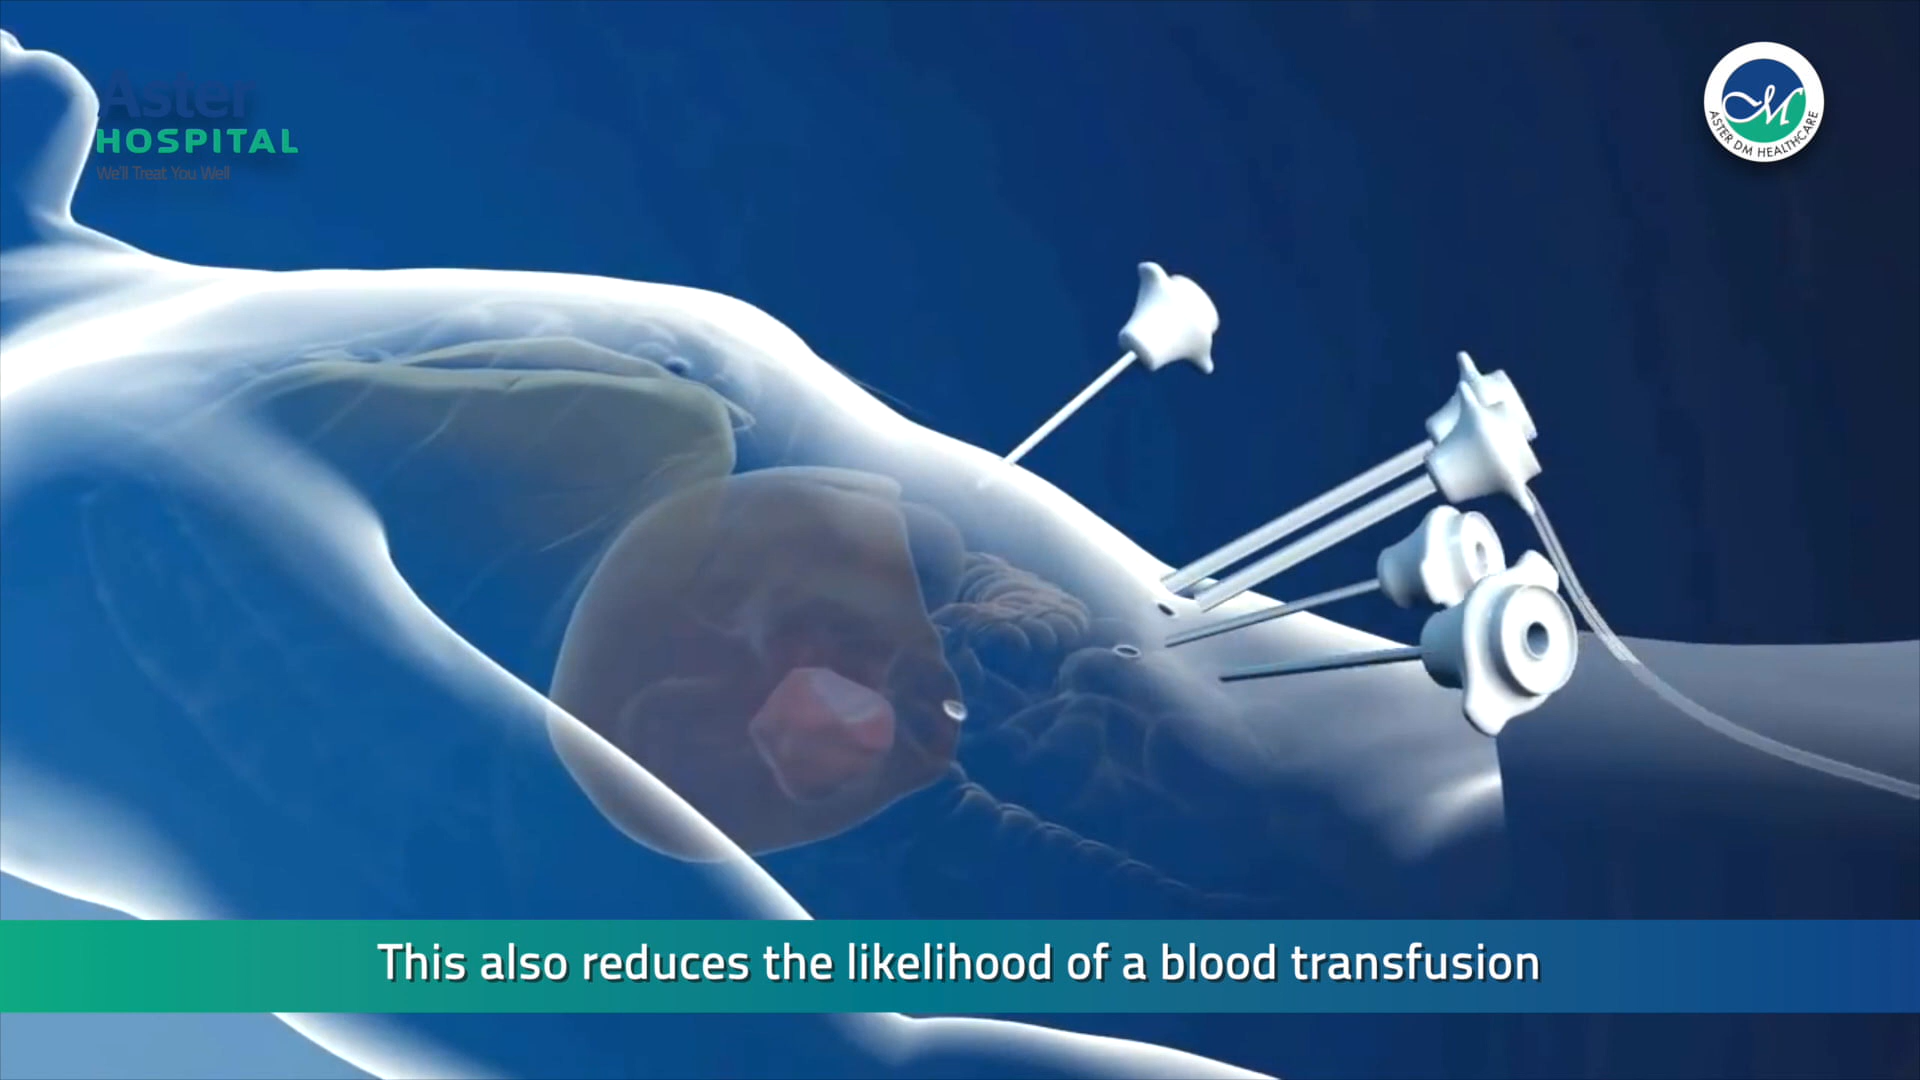 Aster
HOSPITAL
We'll Treat You Well
ASTER DM HEALTHCARE
This also reduces the likelihood of a blood transfusion